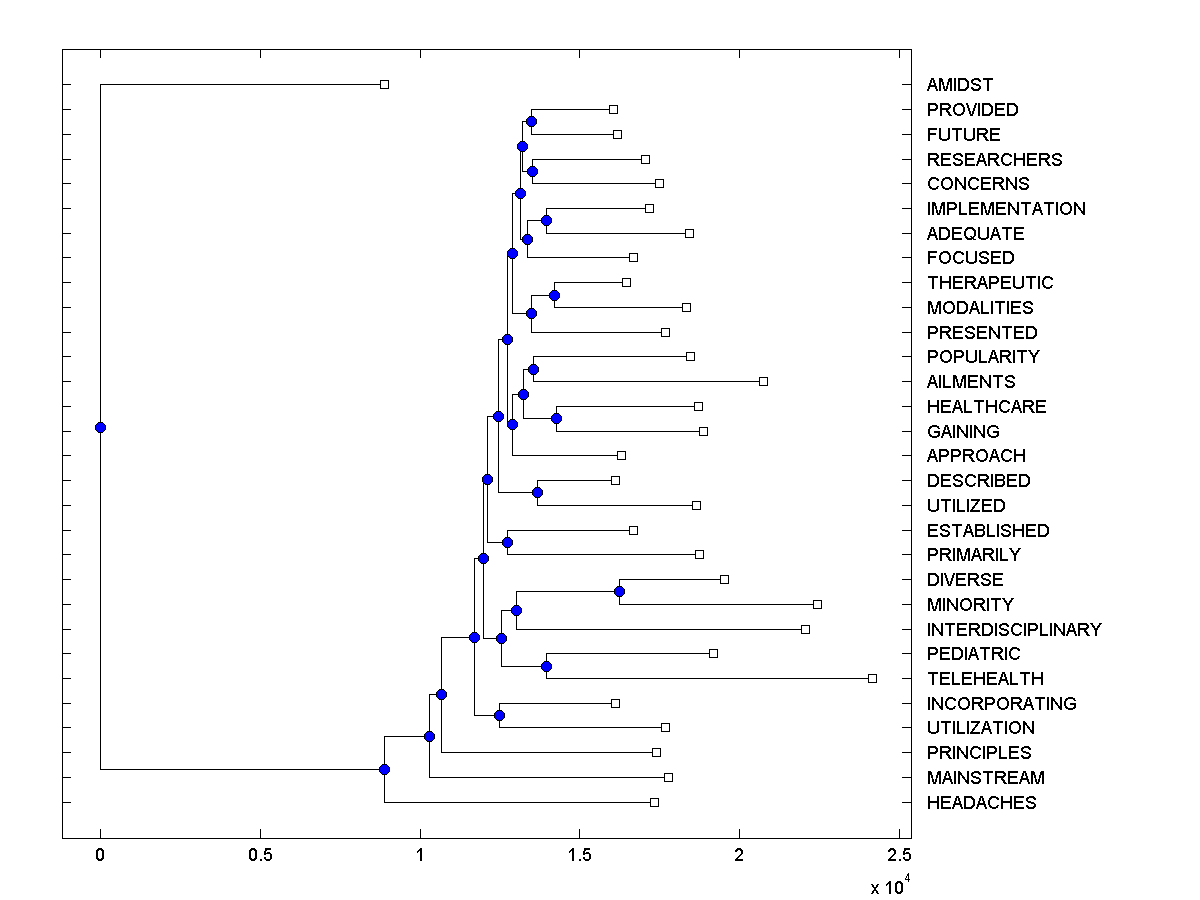 AMIDST
PROVIDED
FUTURE
RESEARCHERS
CONCERNS
IMPLEMENTATION
ADEQUATE
FOCUSED
THERAPEUTIC
MODALITIES
PRESENTED
POPULARITY
AILMENTS
HEALTHCARE
GAINING
APPROACH
DESCRIBED
UTILIZED
ESTABLISHED
PRIMARILY
DIVERSE
MINORITY
INTERDISCIPLINARY
PEDIATRIC
TELEHEALTH
INCORPORATING
UTILIZATION
PRINCIPLES
MAINSTREAM
HEADACHES
0 0.5 1 1.5 2 2.5
x 10^4